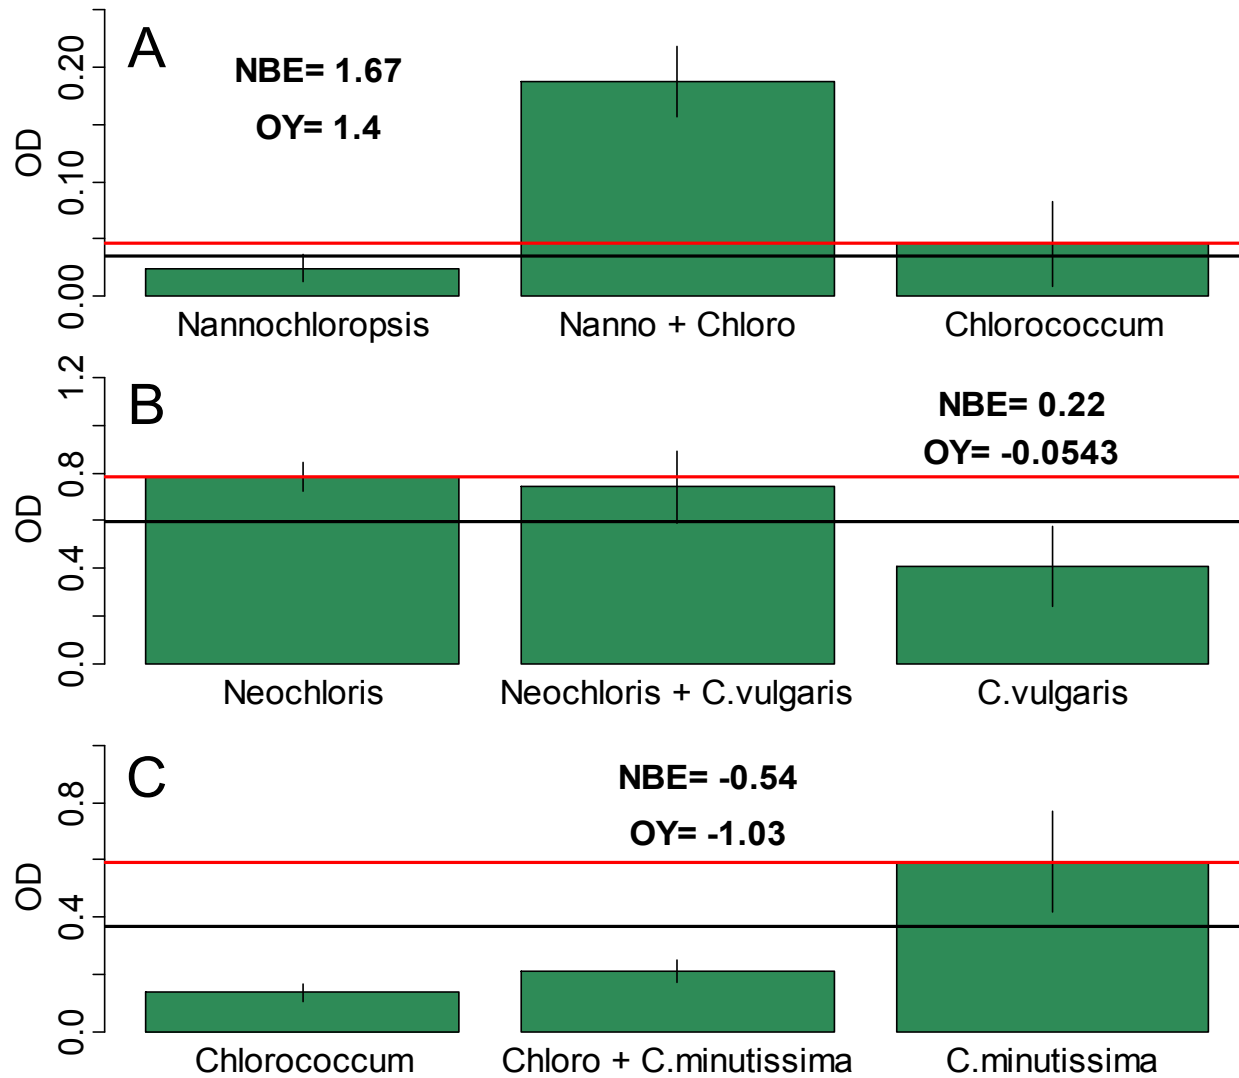 A
NBE= 1.67
OY= 1.4
OD
0.20
0.10
0.00
Nannochloropsis
Nanno + Chloro
Chlorococcum
B
NBE= 0.22
OY= -0.0543
OD
1.2
0.8
0.4
0.0
Neochloris
Neochloris + C.vulgaris
C.vulgaris
C
NBE= -0.54
OY= -1.03
OD
0.8
0.4
0.0
Chlorococcum
Chloro + C.minutissima
C.minutissima